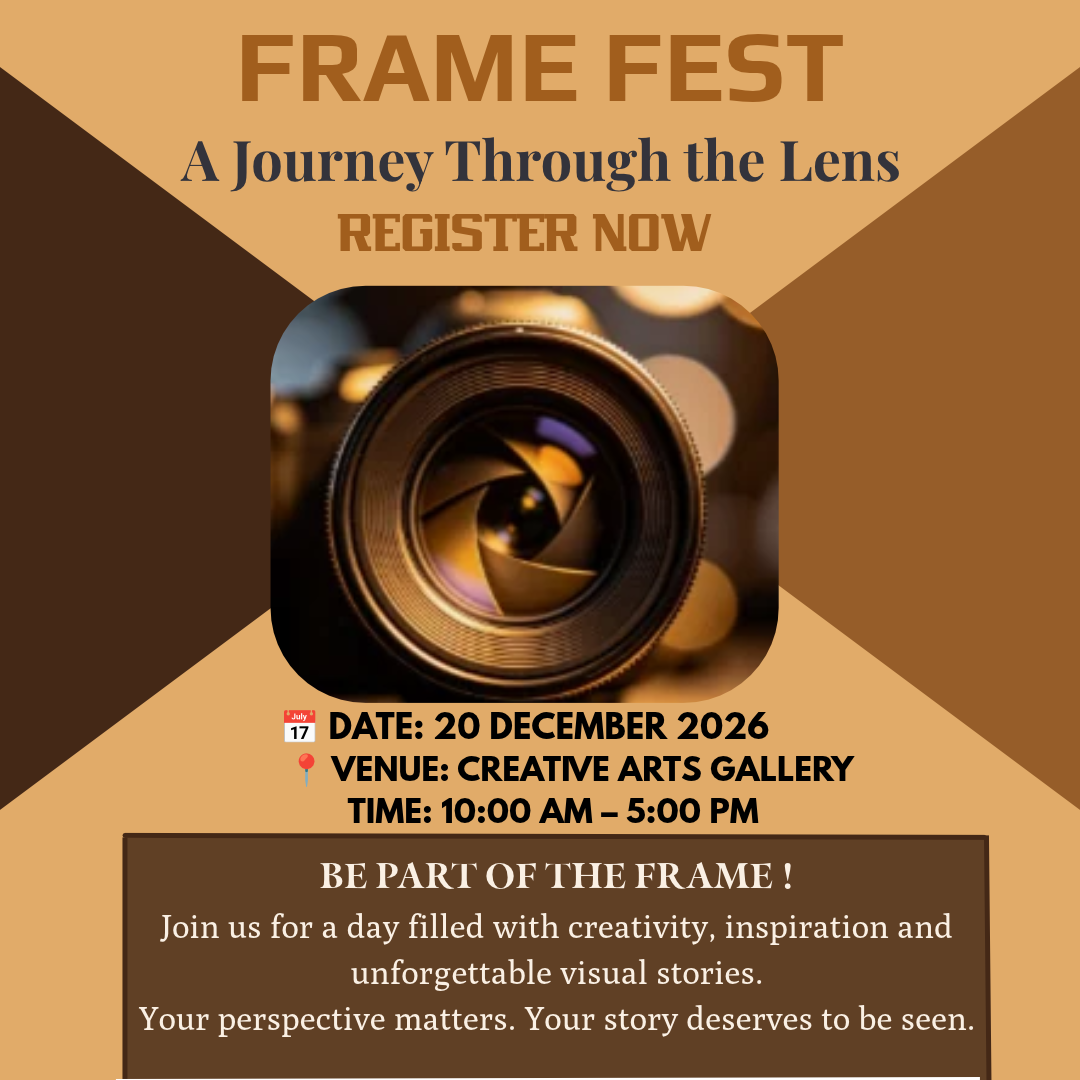 FRAME FEST
A Journey Through the Lens
REGISTER NOW
July
17
DATE: 20 DECEMBER 2026
VENUE: CREATIVE ARTS GALLERY
TIME: 10:00 AM – 5:00 PM
BE PART OF THE FRAME !
Join us for a day filled with creativity, inspiration and
unforgettable visual stories.
Your perspective matters. Your story deserves to be seen.